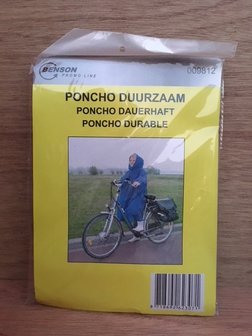 BENSON
PROMO LINE
009812
PONCHO DUURZAAM
PONCHO DAUERHAFT
PONCHO DURABLE